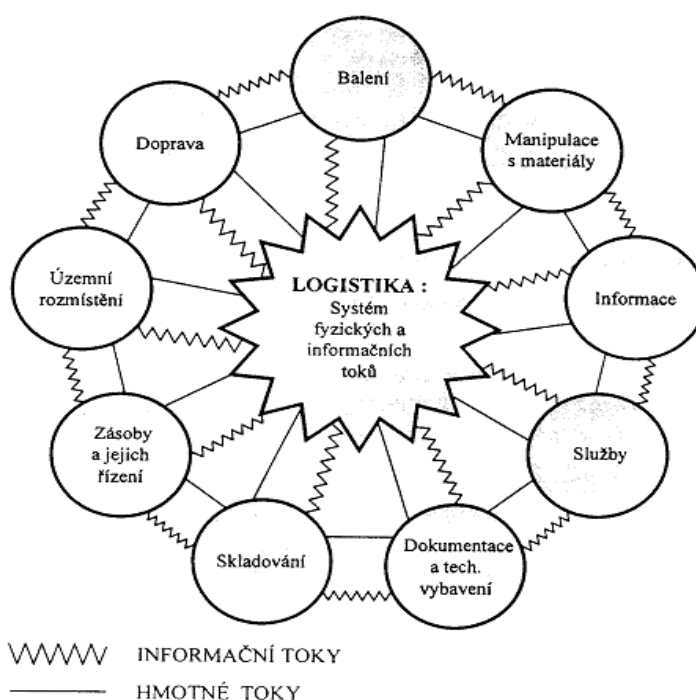 Balení
Doprava
Manipulace
s materiály
Územní
rozmístění
LOGISTIKA :
Systém
fyzických a
informačních
toků
Informace
Zásoby
a jejich
řízení
Služby
Skladování
Dokumentace
a tech.
vybavení
INFORMAČNÍ TOKY
HMOTNÉ TOKY